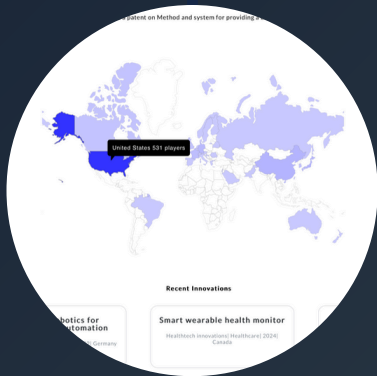 patent on Method and system for providing a
United States 531 players
Recent Innovations
botics for
utomation
Germany
Smart wearable health monitor
Healthtech innovations| Healthcare| 2024|
Canada